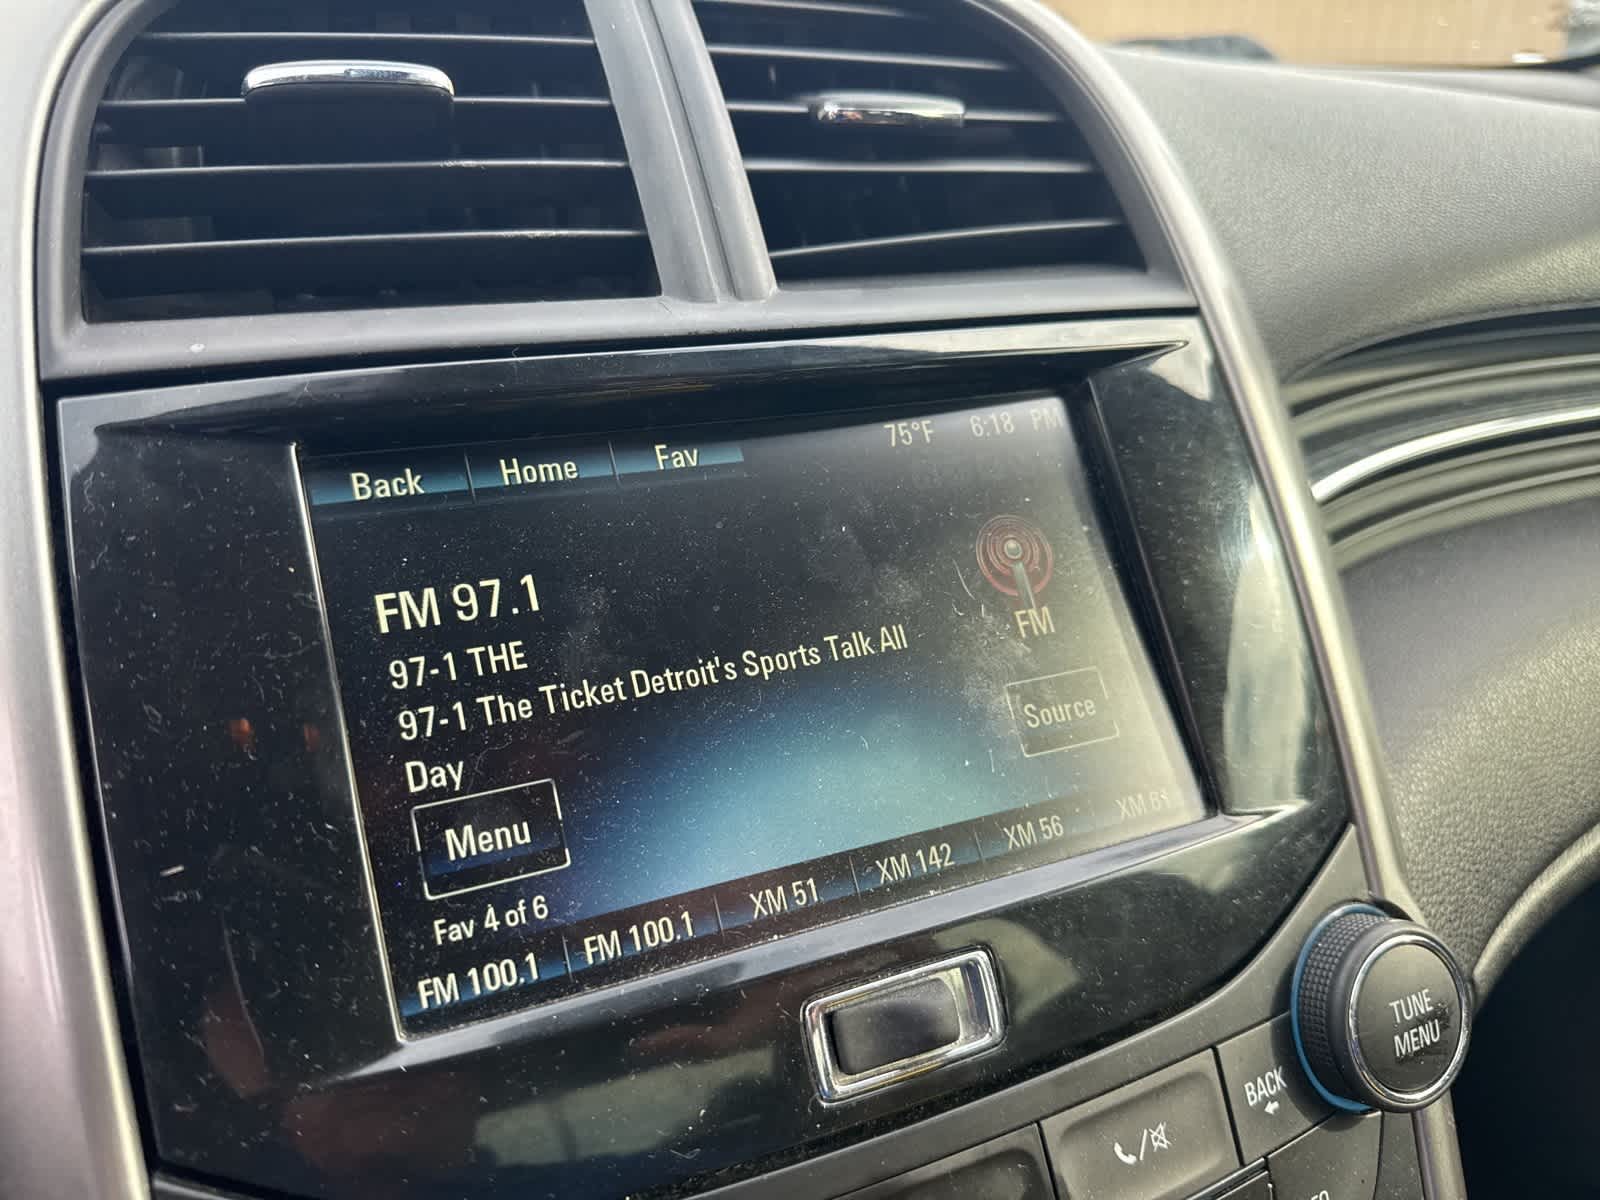 75°F 6:18 PM
Back Home Fav
FM 97.1
97-1 THE
97-1 The Ticket Detroit's Sports Talk All
Day
FM
Source
Menu
Fav 4 of 6
FM 100.1 FM 100.1 XM 51 XM 142 XM 56 XM
TUNE
MENU
BACK